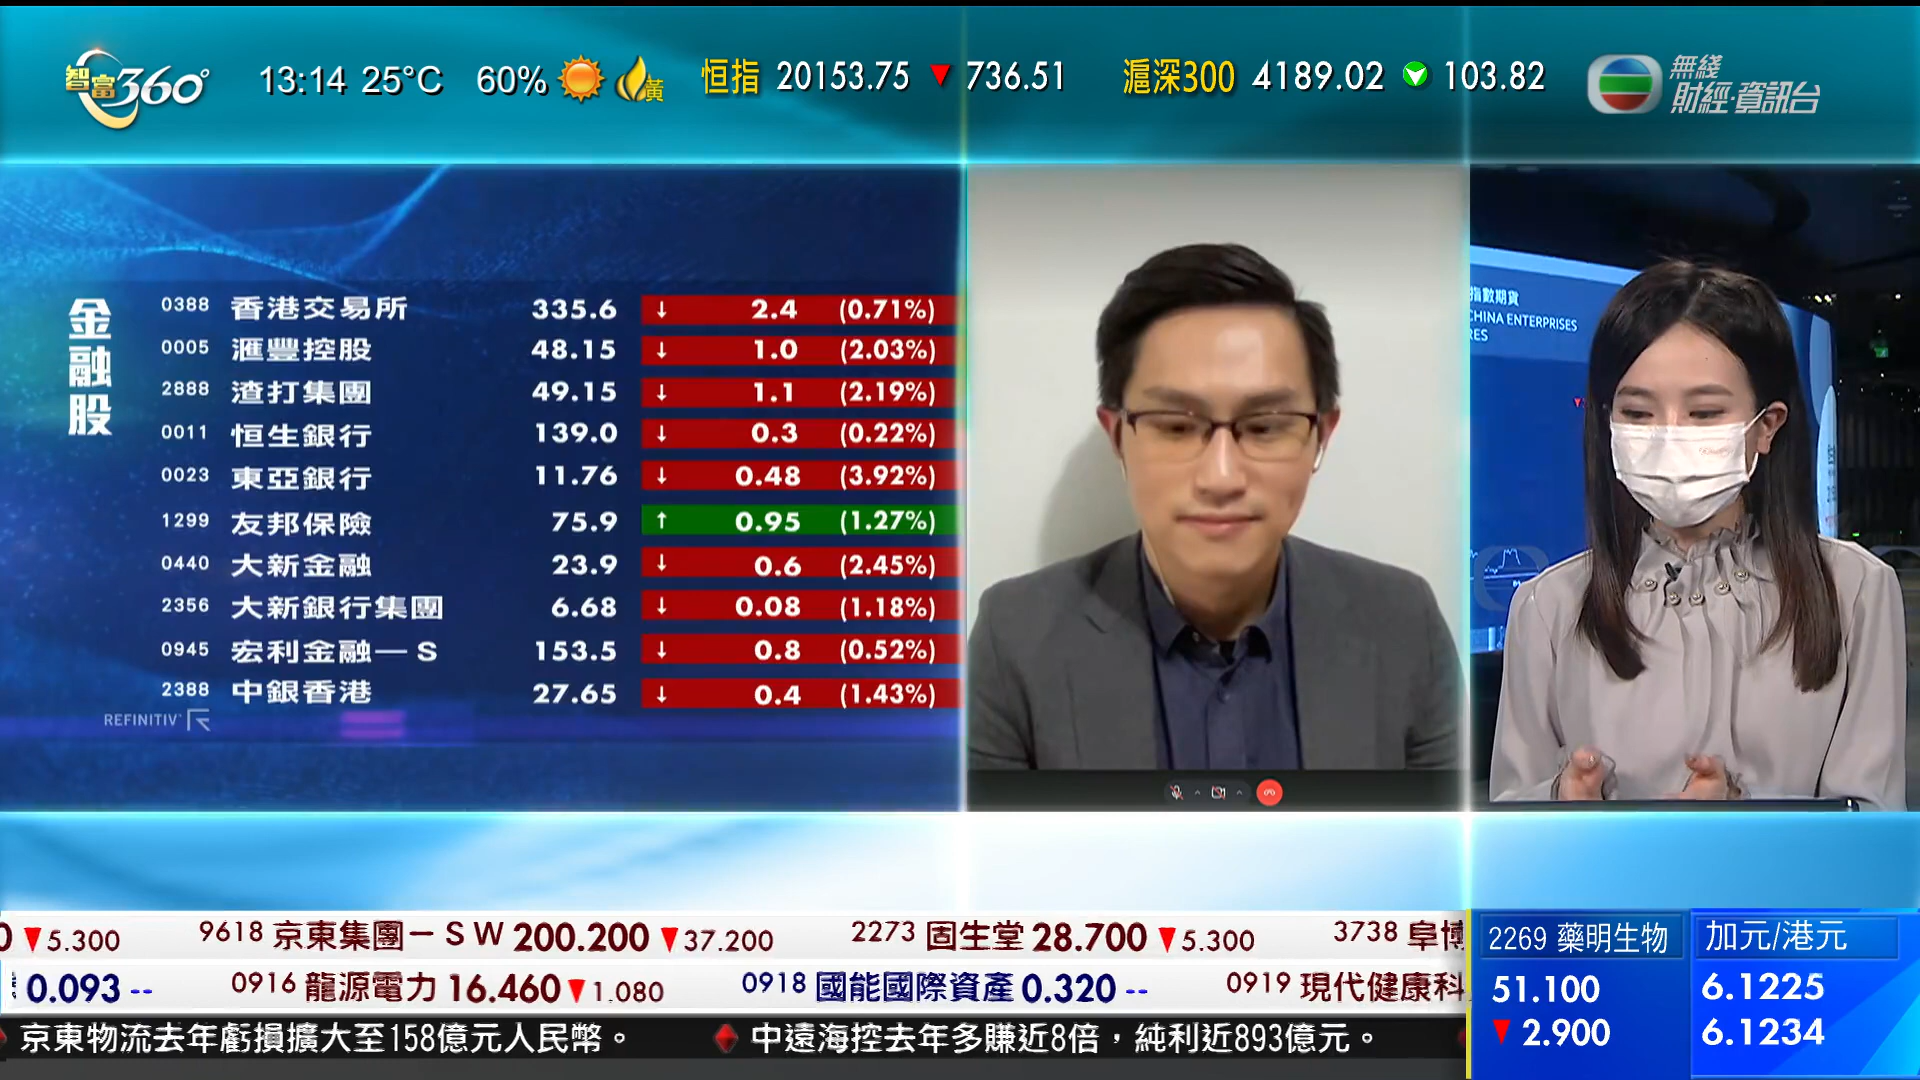 智富360°
13:14 25°C 60% 黃 恒指 20153.75 ▼ 736.51 滬深300 4189.02 103.82
無綫
財經·資訊台
金融股
0388 香港交易所 335.6 ↓ 2.4 (0.71%)
0005 滙豐控股 48.15 ↓ 1.0 (2.03%)
2888 渣打集團 49.15 ↓ 1.1 (2.19%)
0011 恒生銀行 139.0 ↓ 0.3 (0.22%)
0023 東亞銀行 11.76 ↓ 0.48 (3.92%)
1299 友邦保險 75.9 ↑ 0.95 (1.27%)
0440 大新金融 23.9 ↓ 0.6 (2.45%)
2356 大新銀行集團 6.68 ↓ 0.08 (1.18%)
0945 宏利金融—S 153.5 ↓ 0.8 (0.52%)
2388 中銀香港 27.65 ↓ 0.4 (1.43%)
REFINITIV
指數期貨
CHINA ENTERPRISES
RES
0 ▼5.300 9618 京東集團－SW 200.200 ▼37.200 2273 固生堂 28.700 ▼5.300 3738 阜博
0.093 -- 0916 龍源電力 16.460 ▼1.080 0918 國能國際資產 0.320 -- 0919 現代健康科
京東物流去年虧損擴大至158億元人民幣。 中遠海控去年多賺近8倍，純利近893億元。
2269 藥明生物
51.100
▼ 2.900
加元/港元
6.1225
6.1234